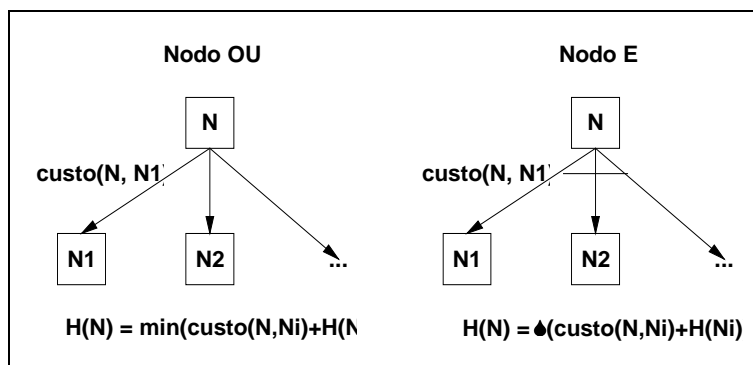 Nodo OU
N
custo(N, N1
N1
N2
...
H(N) = min(custo(N,Ni)+H(N
Nodo E
N
custo(N, N1)
N1
N2
...
H(N) = (custo(N,Ni)+H(Ni)